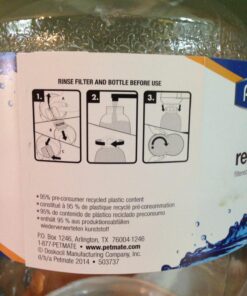 RINSE FILTER AND BOTTLE BEFORE USE
1.
2.
3.
• 95% pre-consumer recycled plastic content
• constitué à 95 % de plastique recyclé pré-consommation
• 95% de contenido de plástico reciclado preconsumo
• enthält 95 % aus produktionsabfällen
wiederverwerteten kunststoff
P.O. Box 1246, Arlington, TX 76004 1246
1-877-PETMATE • www.petmate.com
© Doskocil Manufacturing Company, Inc.
d/b/a Petmate 2014 • 503737
re